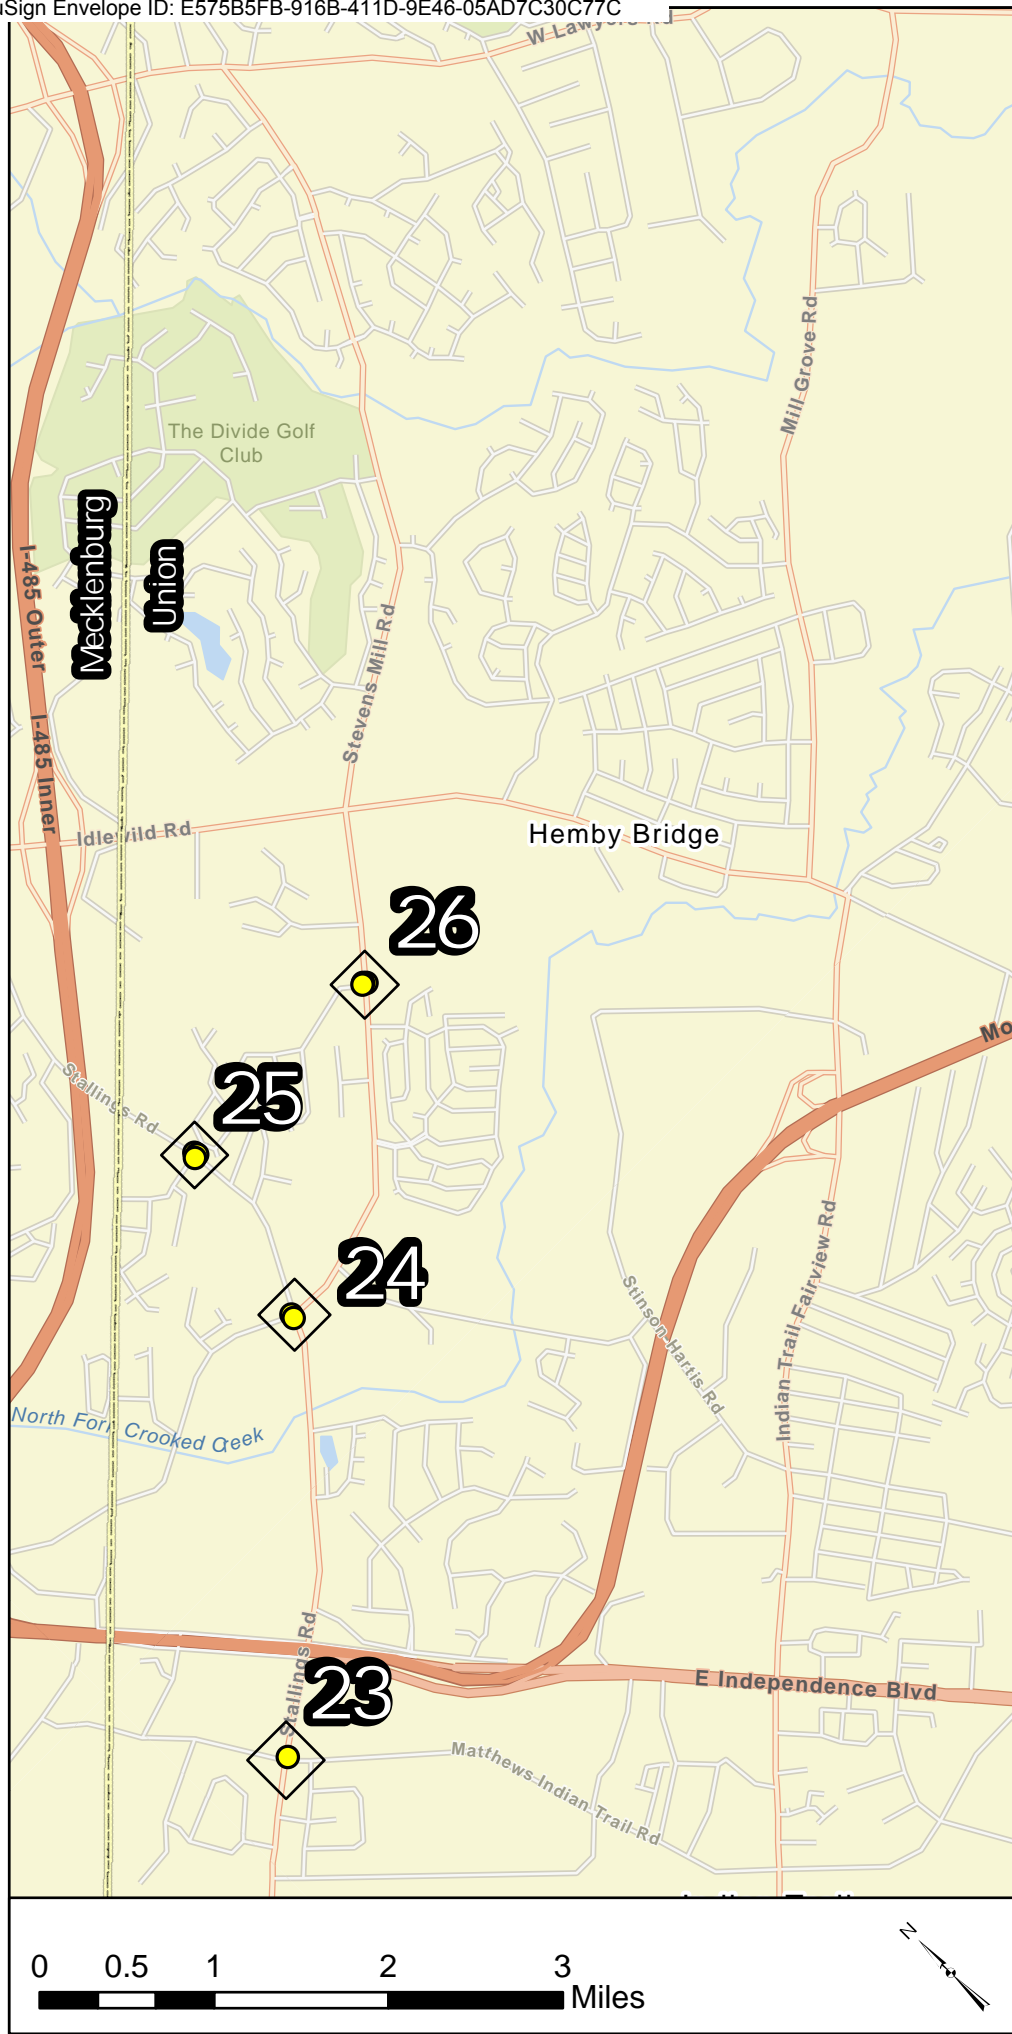 uSign Envelope ID: E575B5FB-916B-411D-9E46-05AD7C30C77C
W Lawyers Rd
Mill Grove Rd
The Divide Golf
Club
Mecklenburg
Union
I-485 Outer
Stevens Mill Rd
I-485 Inner
Idlewild Rd
Hemby Bridge
26
Mo
Stallings Rd
25
Indian Trail Fairview Rd
24
Stinson Hartis Rd
North Fork Crooked Creek
Stallings Rd
23
E Independence Blvd
Matthews Indian Trail Rd
0 0.5 1 2 3
Miles
N